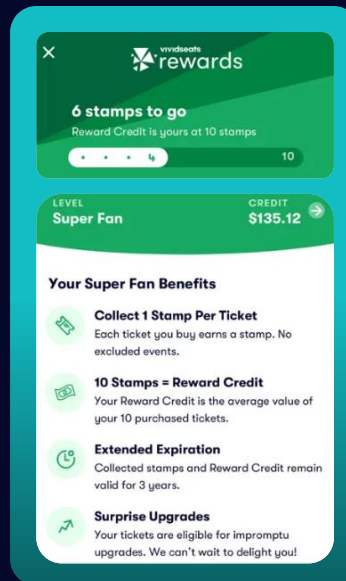 vividseats
rewards
6 stamps to go
Reward Credit is yours at 10 stamps
4 10
LEVEL CREDIT
Super Fan $135.12
Your Super Fan Benefits
Collect 1 Stamp Per Ticket
Each ticket you buy earns a stamp. No
excluded events.
10 Stamps = Reward Credit
Your Reward Credit is the average value of
your 10 purchased tickets.
Extended Expiration
Collected stamps and Reward Credit remain
valid for 3 years.
Surprise Upgrades
Your tickets are eligible for impromptu
upgrades. We can't wait to delight you!